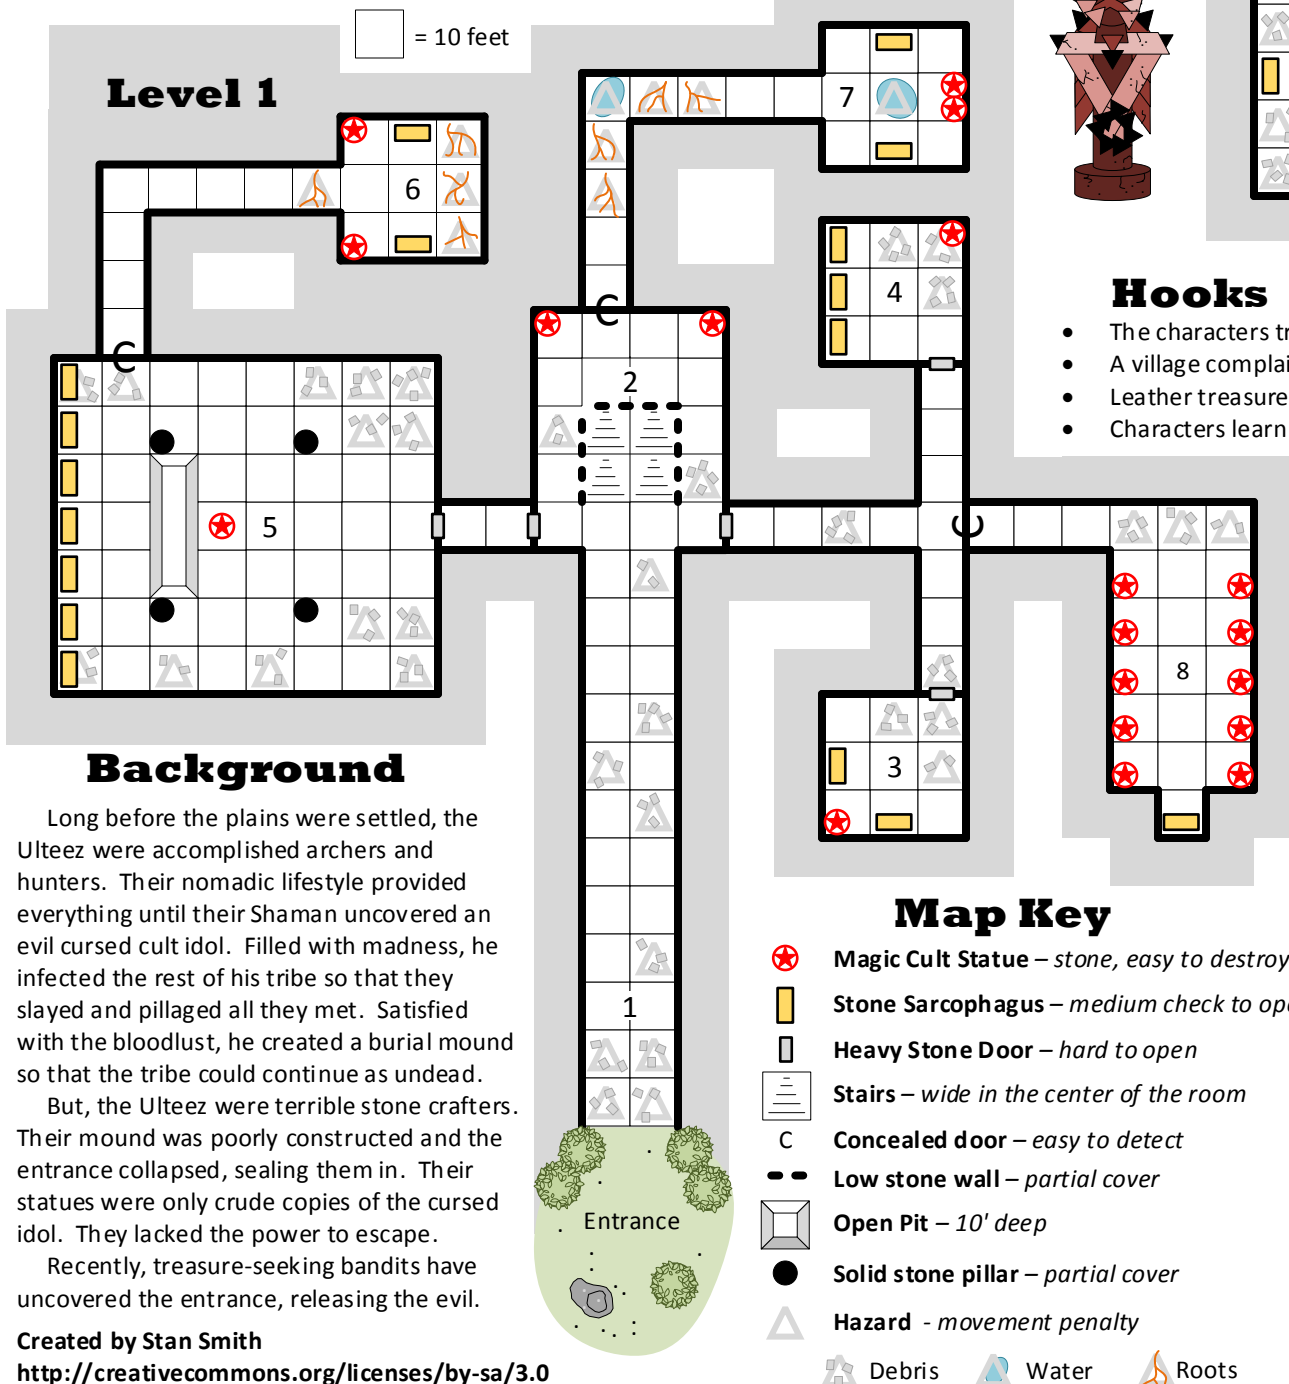 = 10 feet
Level 1
7
6
4
Hooks
• The characters tr
• A village complai
• Leather treasure
• Characters learn
C
C
2
5
C
8
3
1
Entrance
Background
Long before the plains were settled, the
Ulteez were accomplished archers and
hunters. Their nomadic lifestyle provided
everything until their Shaman uncovered an
evil cursed cult idol. Filled with madness, he
infected the rest of his tribe so that they
slayed and pillaged all they met. Satisfied
with the bloodlust, he created a burial mound
so that the tribe could continue as undead.
But, the Ulteez were terrible stone crafters.
Their mound was poorly constructed and the
entrance collapsed, sealing them in. Their
statues were only crude copies of the cursed
idol. They lacked the power to escape.
Recently, treasure-seeking bandits have
uncovered the entrance, releasing the evil.
Created by Stan Smith
http://creativecommons.org/licenses/by-sa/3.0
Map Key
Magic Cult Statue – stone, easy to destroy
Stone Sarcophagus – medium check to ope
Heavy Stone Door – hard to open
Stairs – wide in the center of the room
C Concealed door – easy to detect
Low stone wall – partial cover
Open Pit – 10' deep
Solid stone pillar – partial cover
Hazard - movement penalty
Debris Water Roots